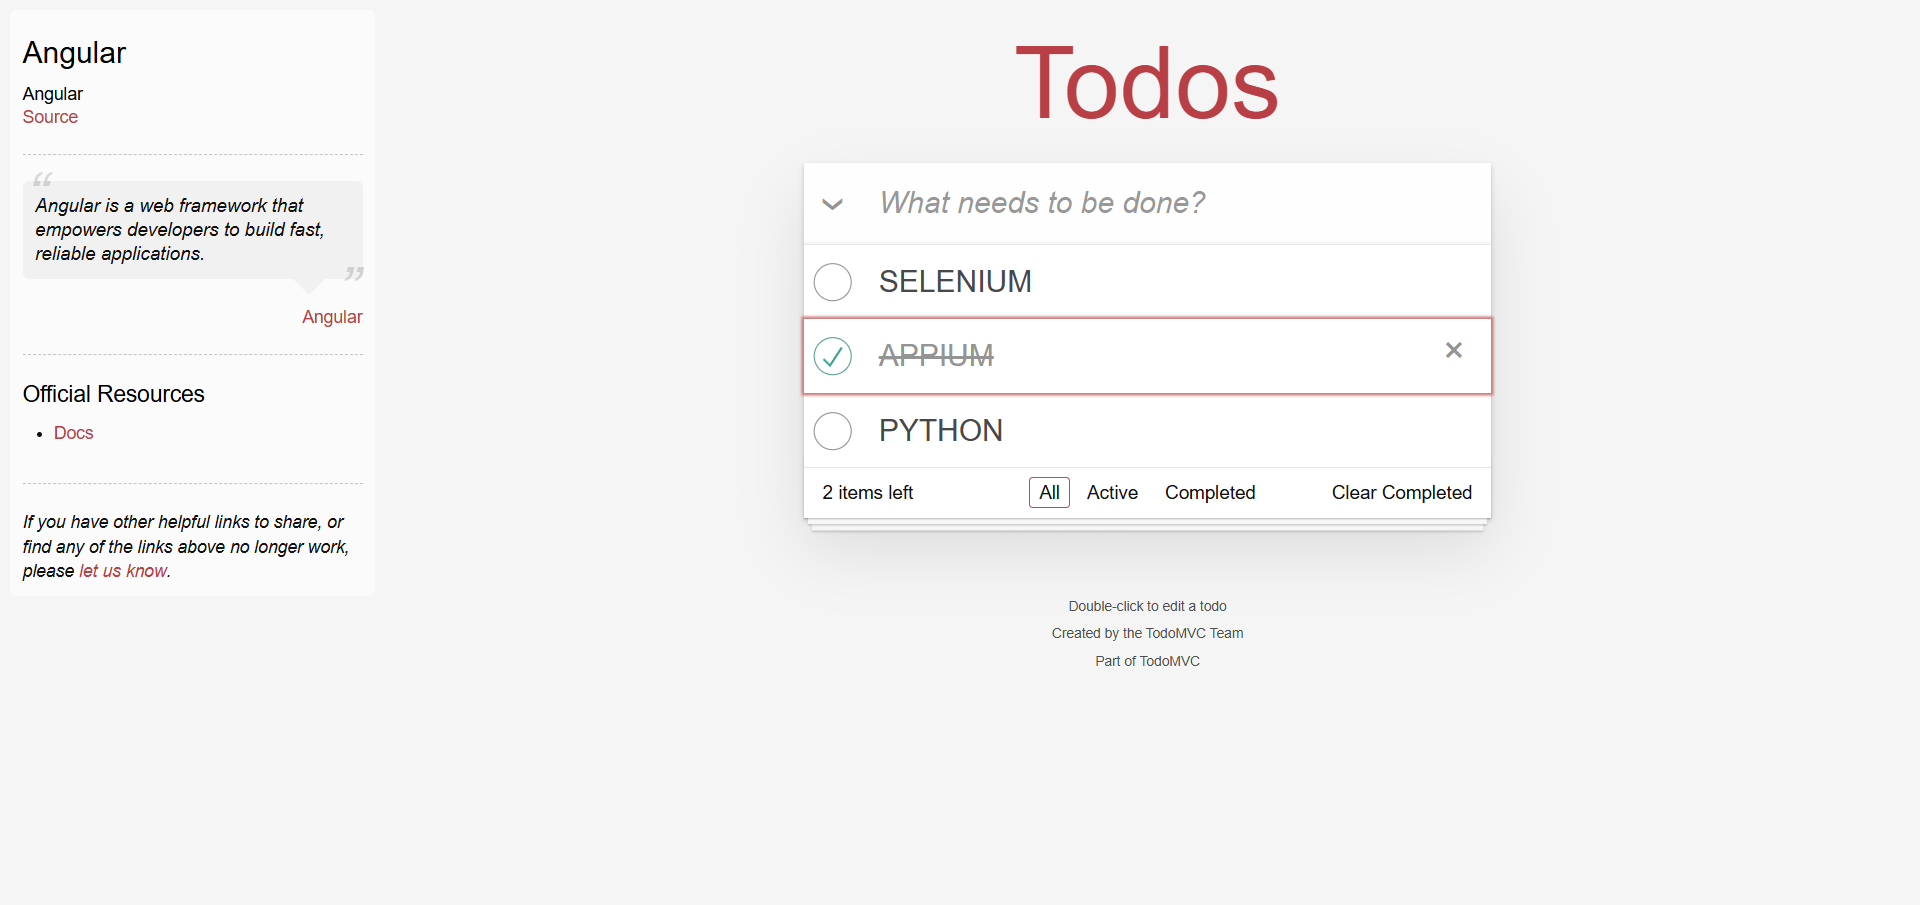 Angular
Angular
Source
“
Angular is a web framework that
empowers developers to build fast,
reliable applications.
”
Angular
Official Resources
• Docs
If you have other helpful links to share, or
find any of the links above no longer work,
please let us know.
Todos
What needs to be done?
SELENIUM
APPIUM ×
PYTHON
2 items left All Active Completed Clear Completed
Double-click to edit a todo
Created by the TodoMVC Team
Part of TodoMVC